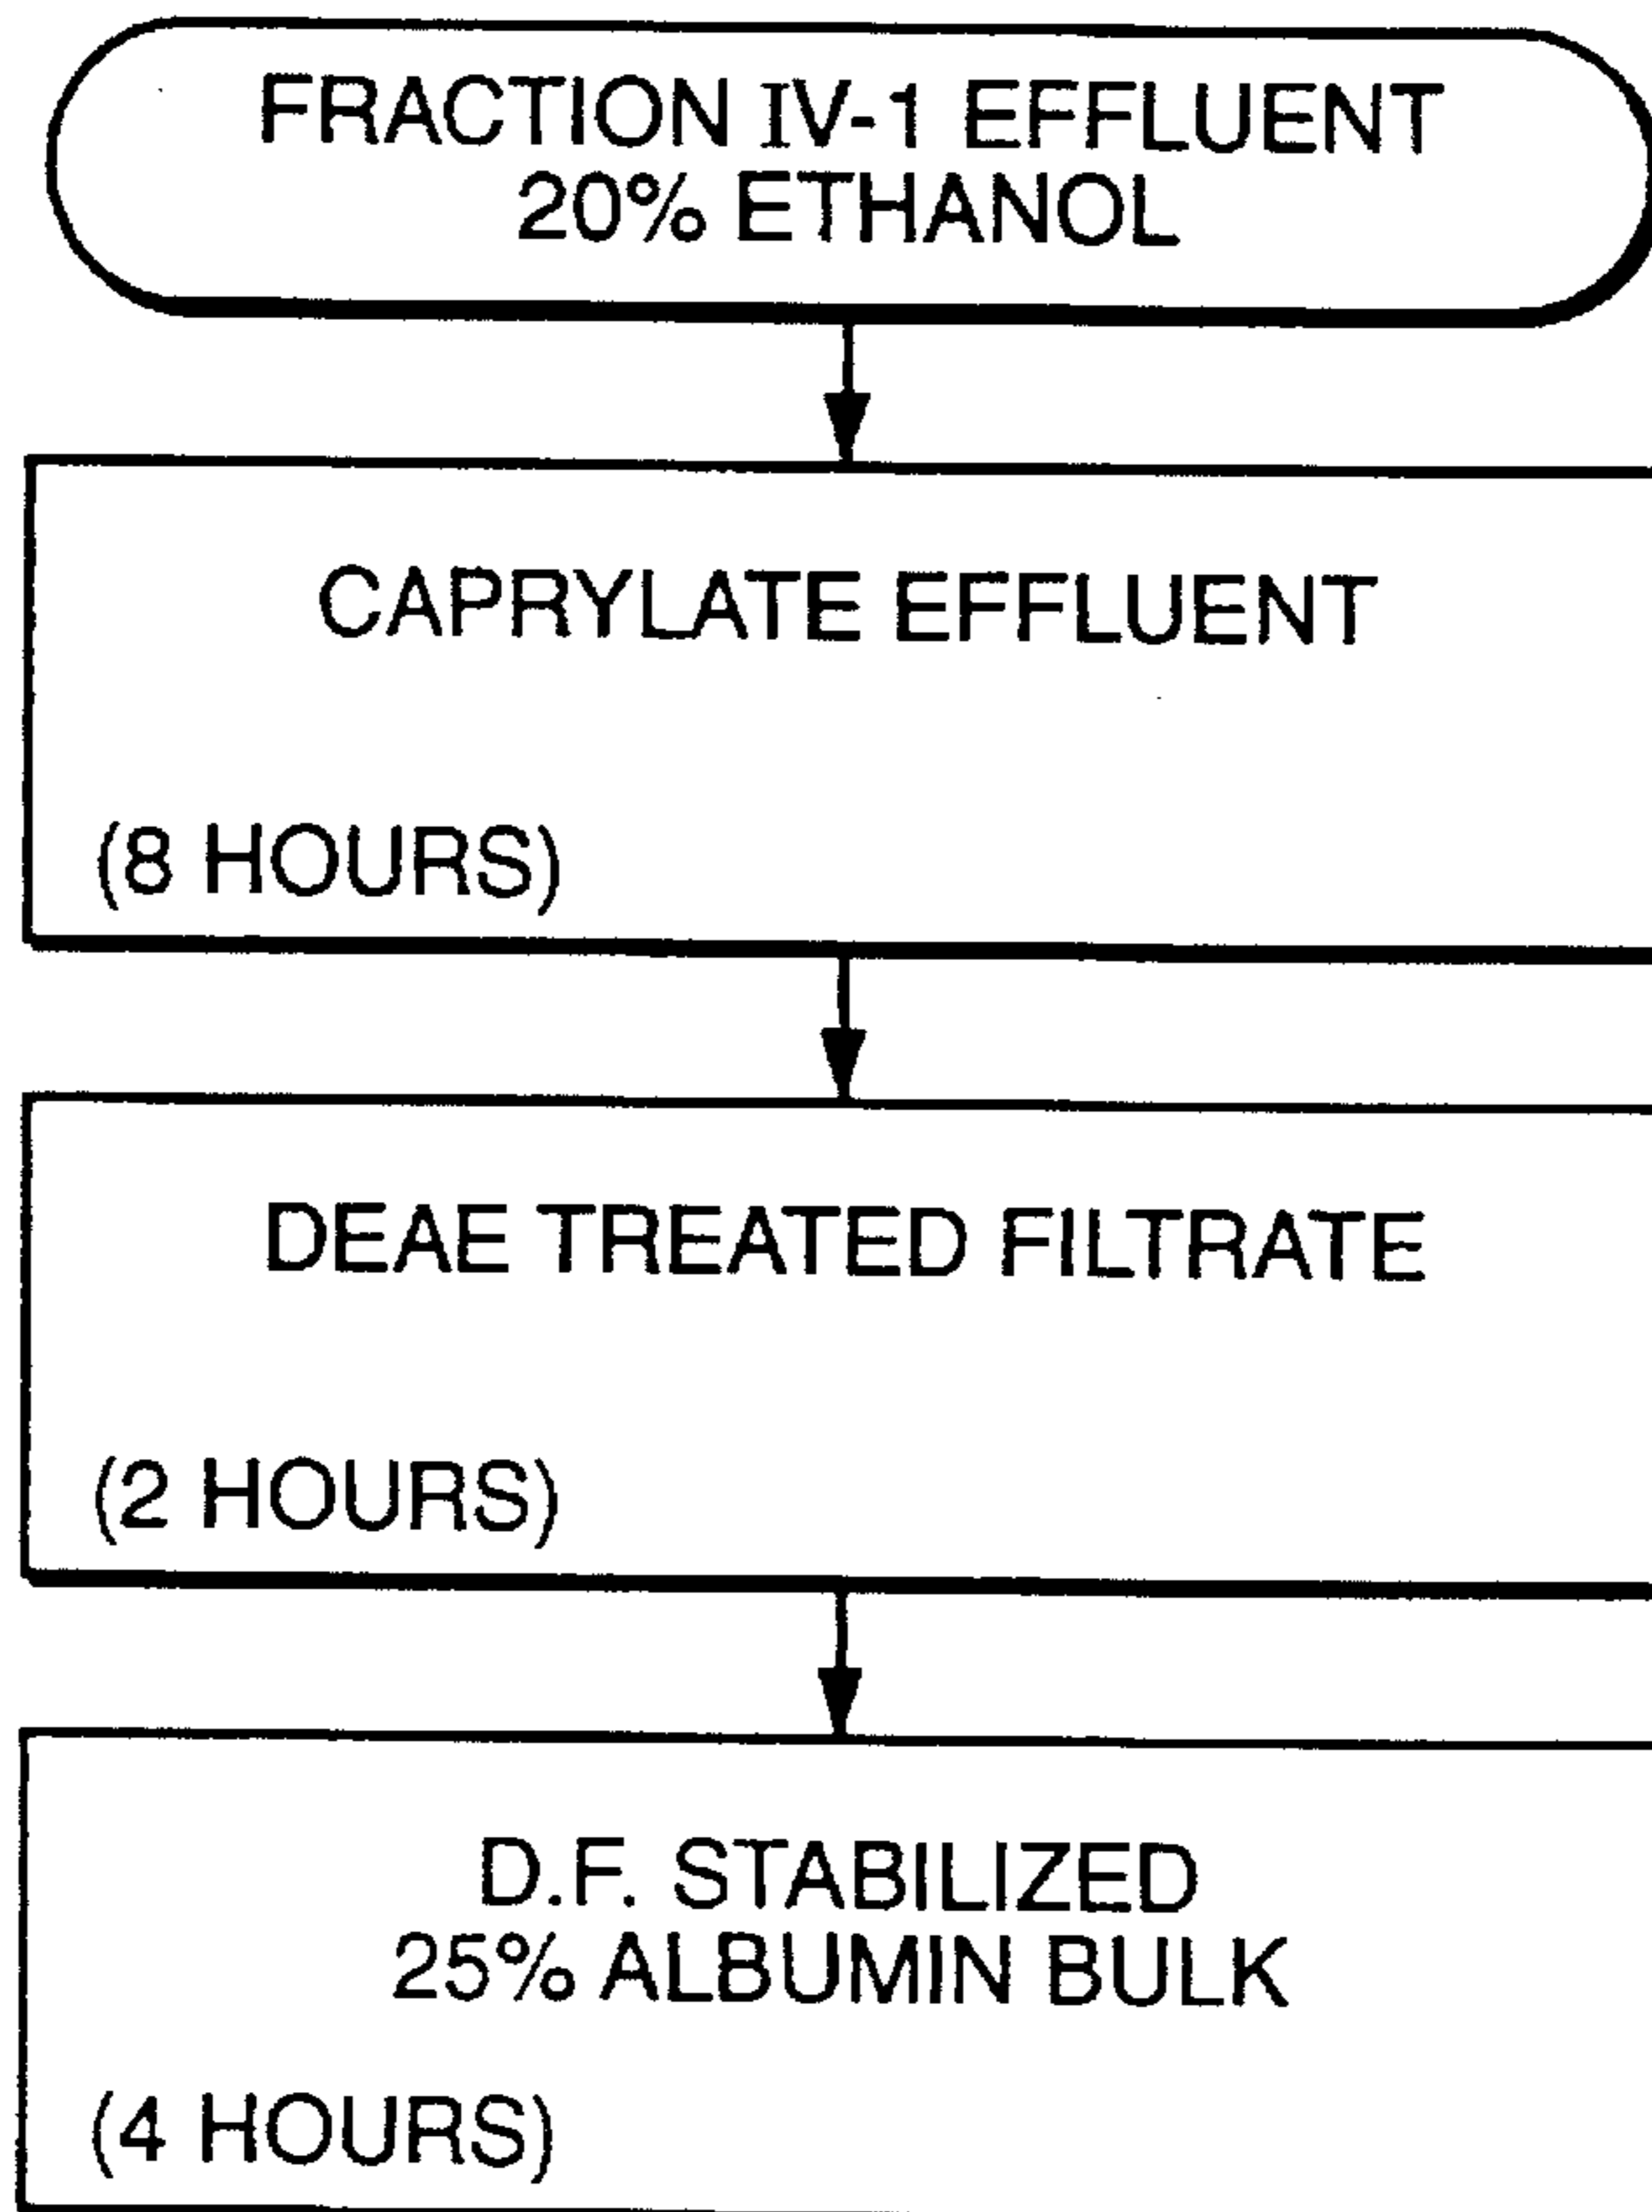 FRACTION IV-1 EFFLUENT
20% ETHANOL
CAPRYLATE EFFLUENT
(8 HOURS)
DEAE TREATED FILTRATE
(2 HOURS)
D.F. STABILIZED
25% ALBUMIN BULK
(4 HOURS)